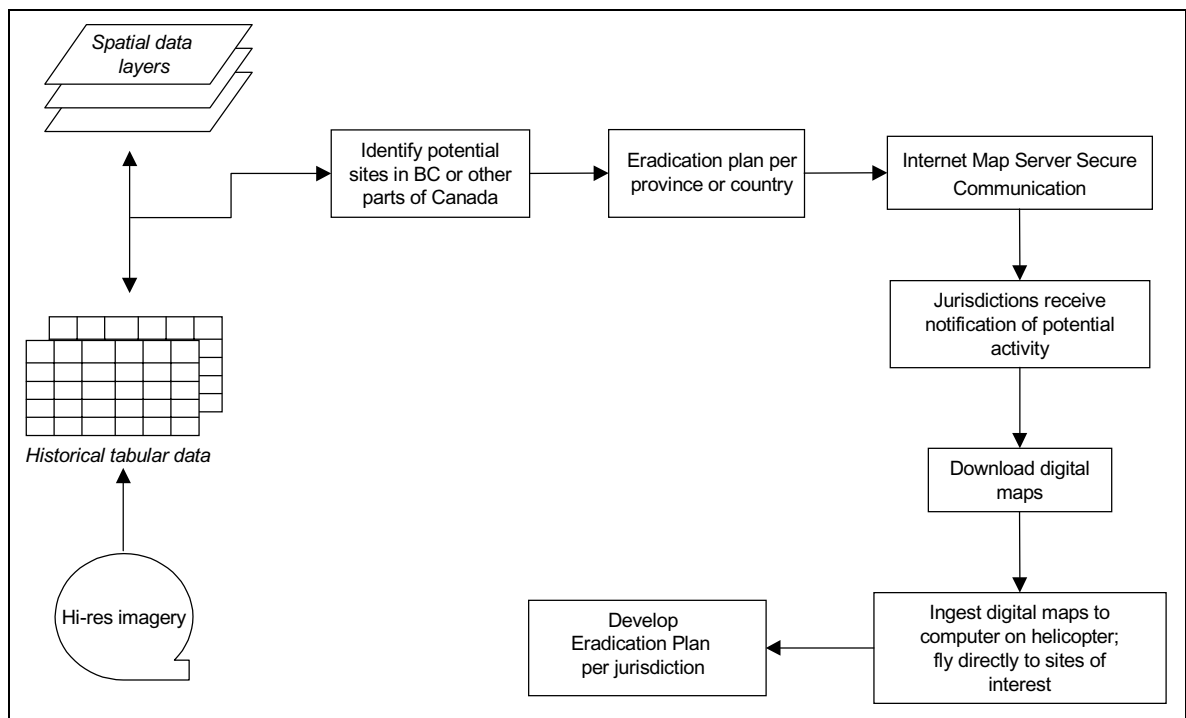 Spatial data
layers
Identify potential
sites in BC or other
parts of Canada
Eradication plan per
province or country
Internet Map Server Secure
Communication
Jurisdictions receive
notification of potential
activity
Historical tabular data
Download digital
maps
Hi-res imagery
Develop
Eradication Plan
per jurisdiction
Ingest digital maps to
computer on helicopter;
fly directly to sites of
interest